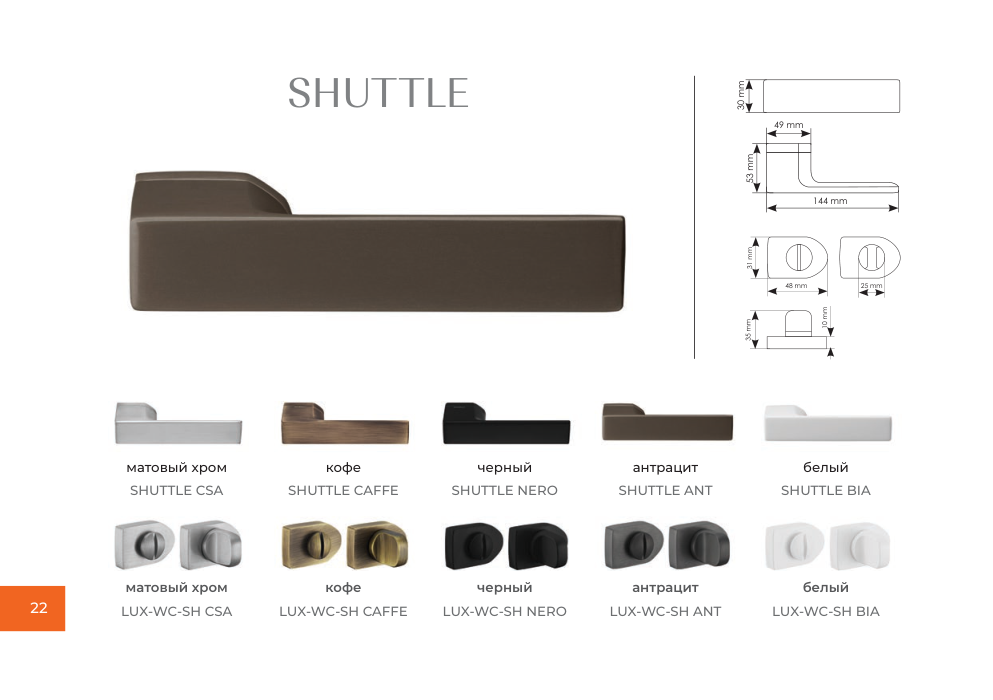 SHUTTLE
30 mm
49 mm
53 mm
144 mm
31 mm
48 mm
25 mm
35 mm
10 mm
матовый хром
кофе
черный
антрацит
белый
SHUTTLE CSA
SHUTTLE CAFFE
SHUTTLE NERO
SHUTTLE ANT
SHUTTLE BIA
матовый хром
кофе
черный
антрацит
белый
LUX-WC-SH CSA
LUX-WC-SH CAFFE
LUX-WC-SH NERO
LUX-WC-SH ANT
LUX-WC-SH BIA
22